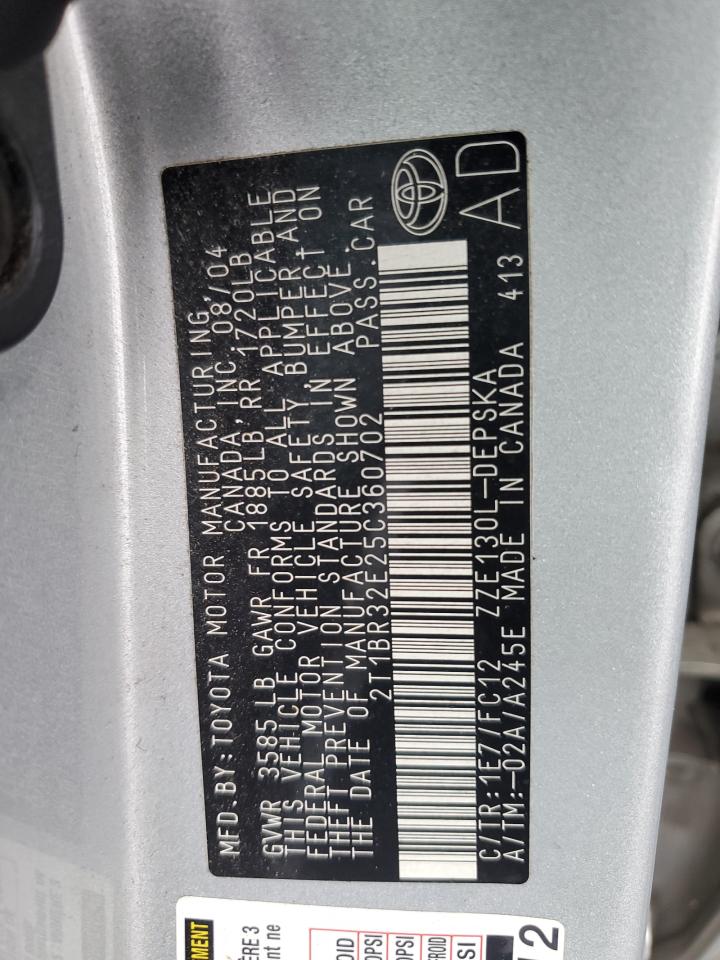 MFD.BY:TOYOTA MOTOR MANUFACTURING
CANADA,INC. 08/04
GVWR 3585LB GAWR FR 1885LB,RR 1720LB
THIS VEHICLE CONFORMS TO ALL APPLICABLE
FEDERAL MOTOR VEHICLE SAFETY,BUMPER,AND
THEFT PREVENTION STANDARDS IN EFFECT ON
THE DATE OF MANUFACTURE SHOWN ABOVE.
2T1BR32E25C360702 PASS.CAR
C/TR:1E7/FC12 ZZE130L-DEPSKA
A/TM:-02A/A245E MADE IN CANADA 413
AD